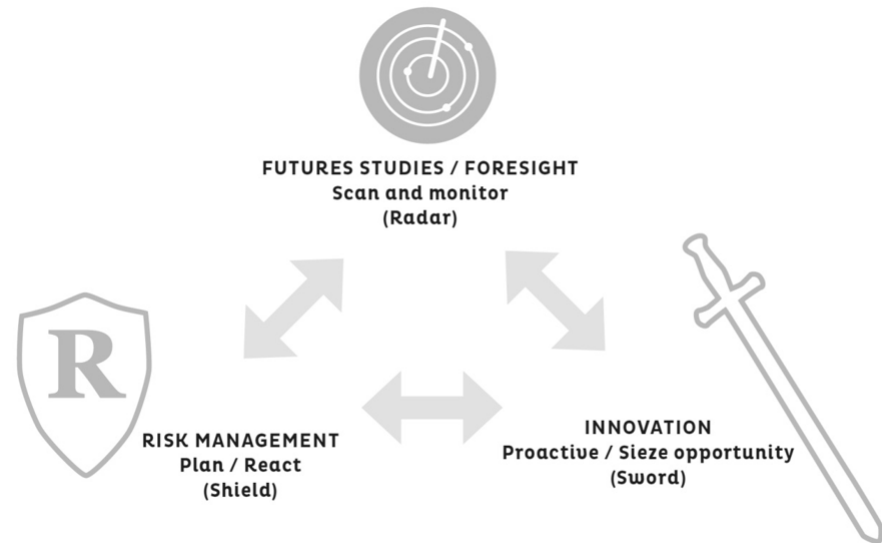 FUTURES STUDIES / FORESIGHT
Scan and monitor
(Radar)
R
RISK MANAGEMENT
Plan / React
(Shield)
INNOVATION
Proactive / Sieze opportunity
(Sword)